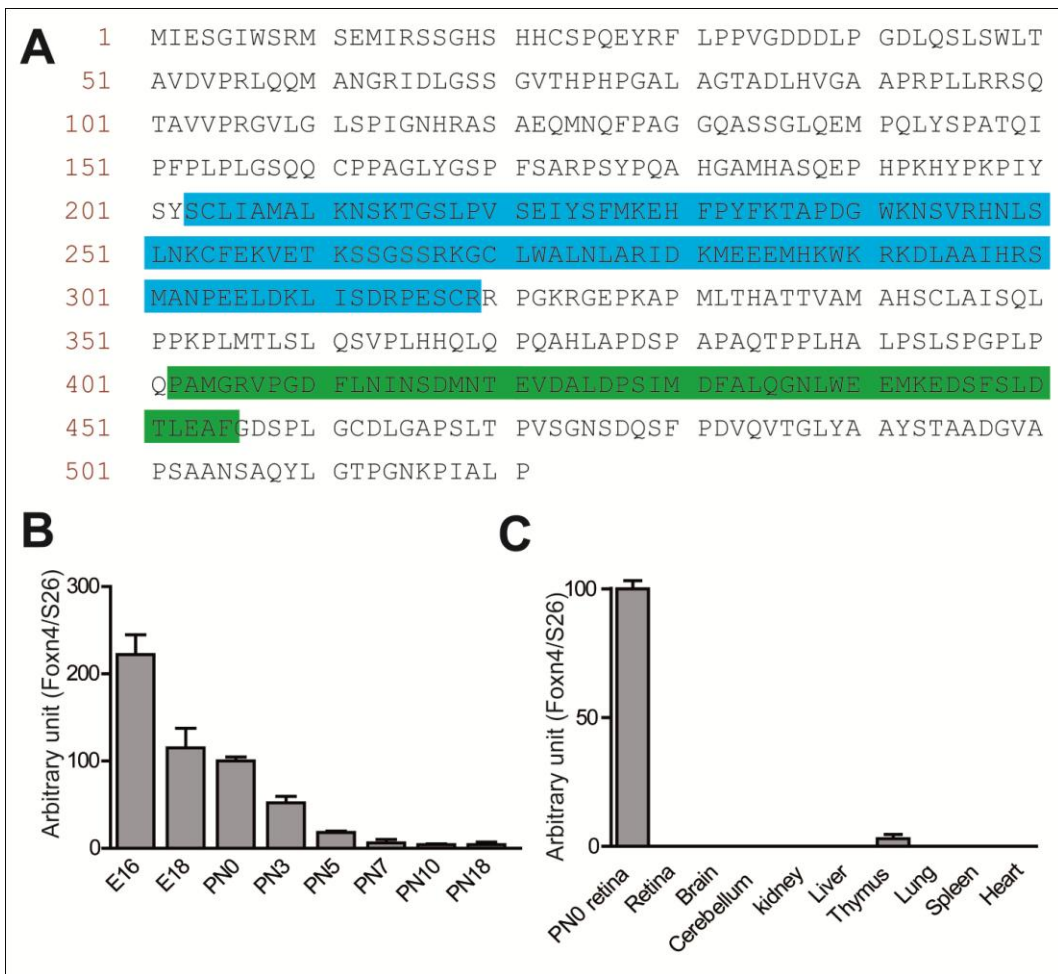 A
1 MIESGIWSRM SEMIRSSGHS HHCSPQEYRF LPPVGDDDLP GDLQSLSWLT
51 AVDVPRLQQM ANGRIDLGSS GVTHPHPGAL AGTADLHVGA APRPLLRRSQ
101 TAVVPRGVLG LSPIGNHRAS AEQMNQFPAG GQASSGLQEM PQLYSPATQI
151 PFPLPLGSQQ CPPAGLYGSP FSARPSYPQA HGAMHASQEP HPKHYPKPIY
201 SYSCLIAMAL KNSKTGSLPV SEIYSFMKEH FPYFKTAPDG WKNSVRHNLS
251 LNKCFEKVET KSSGSSRKGC LWALNLARID KMEEEMHKWK RKDLAAIHRS
301 MANPEELDKL ISDRPESCRR PGKRGEPKAP MLTHATTVAM AHSCLAISQL
351 PPKPLMTLSL QSVPLHHQLQ PQAHLAPDSP APAQTPPLHA LPSLSPGPLP
401 QPAMGRVPGD FLNINSDMNT EVDALDPSIM DFALQGNLWE EMKEDSFSLD
451 TLEAFGDSPL GCDLGAPSLT PVSGNSDQSF PDVQVTGLYA AYSTAADGVA
501 PSAANSAQYL GTPGNKPIAL P
B
Arbitrary unit (Foxn4/S26)
300
200
100
0
E16 E18 PN0 PN3 PN5 PN7 PN10 PN18
C
Arbitrary unit (Foxn4/S26)
100
50
0
PN0 retina Retina Brain Cerebellum kidney Liver Thymus Lung Spleen Heart